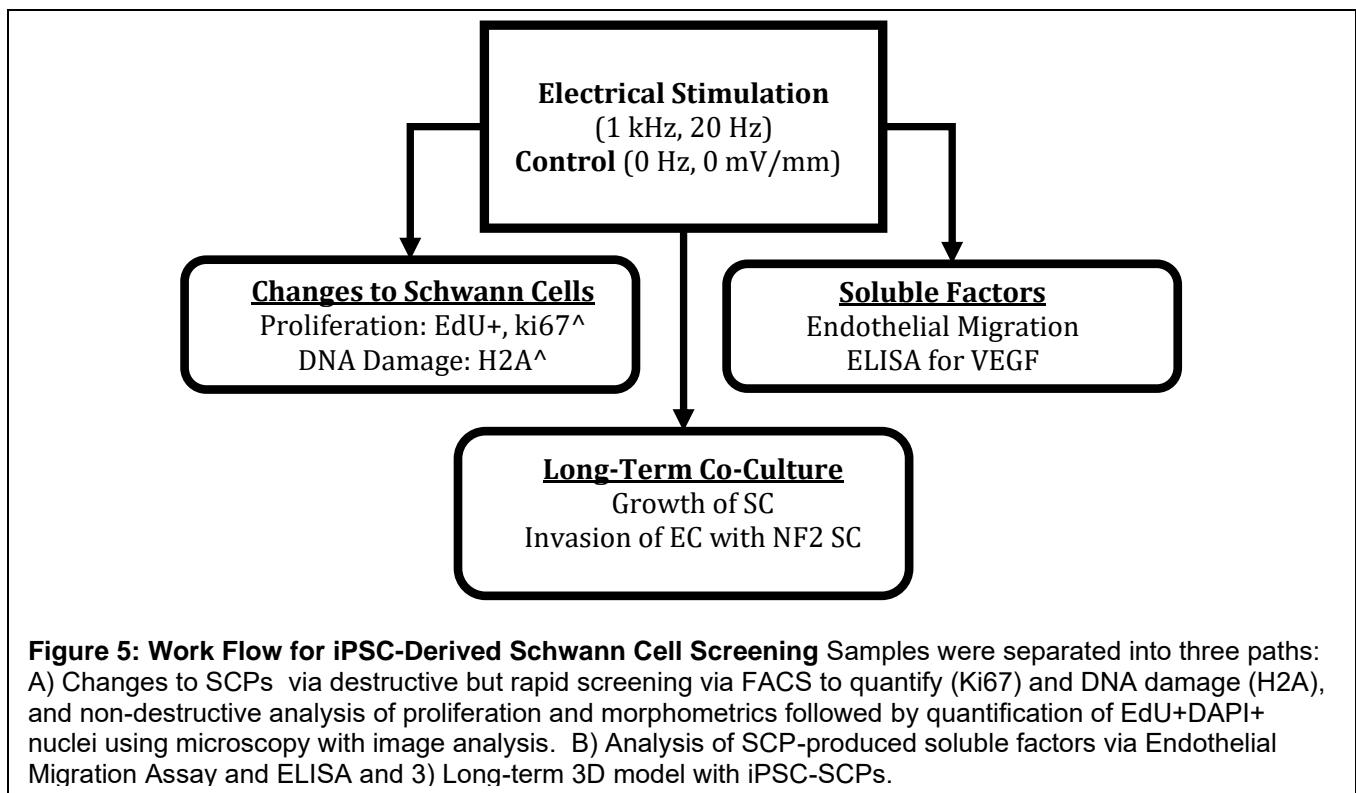 Electrical Stimulation
(1 kHz, 20 Hz)
Control (0 Hz, 0 mV/mm)
Changes to Schwann Cells
Proliferation: EdU+, ki67^
DNA Damage: H2A^
Soluble Factors
Endothelial Migration
ELISA for VEGF
Long-Term Co-Culture
Growth of SC
Invasion of EC with NF2 SC
Figure 5: Work Flow for iPSC-Derived Schwann Cell Screening Samples were separated into three paths:
A) Changes to SCPs via destructive but rapid screening via FACS to quantify (Ki67) and DNA damage (H2A),
and non-destructive analysis of proliferation and morphometrics followed by quantification of EdU+DAPI+
nuclei using microscopy with image analysis. B) Analysis of SCP-produced soluble factors via Endothelial
Migration Assay and ELISA and 3) Long-term 3D model with iPSC-SCPs.